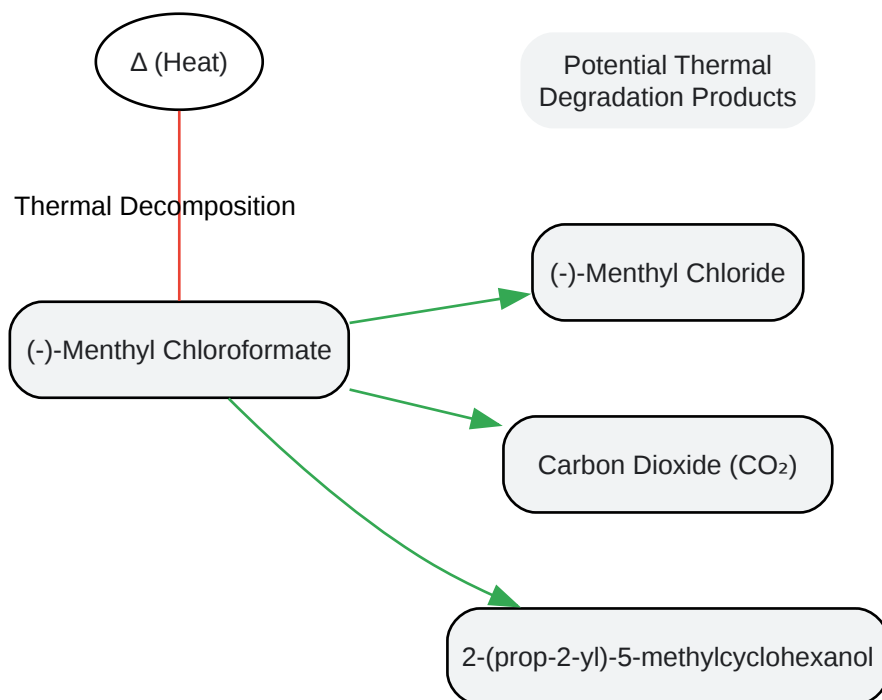 Δ (Heat)
Potential Thermal
Degradation Products
Thermal Decomposition
(-)-Menthyl Chloride
(-)-Menthyl Chloroformate
Carbon Dioxide (CO₂)
2-(prop-2-yl)-5-methylcyclohexanol